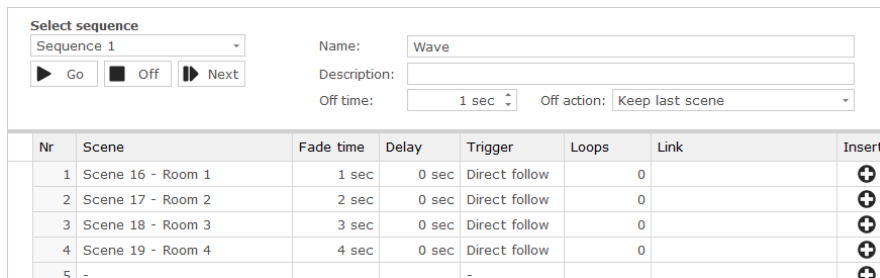 Select sequence
Sequence 1
Name: Wave
Go Off Next
Description:
Off time: 1 sec Off action: Keep last scene
Nr Scene Fade time Delay Trigger Loops Link Insert
1 Scene 16 - Room 1 1 sec 0 sec Direct follow 0
2 Scene 17 - Room 2 2 sec 0 sec Direct follow 0
3 Scene 18 - Room 3 3 sec 0 sec Direct follow 0
4 Scene 19 - Room 4 4 sec 0 sec Direct follow 0
5 - -